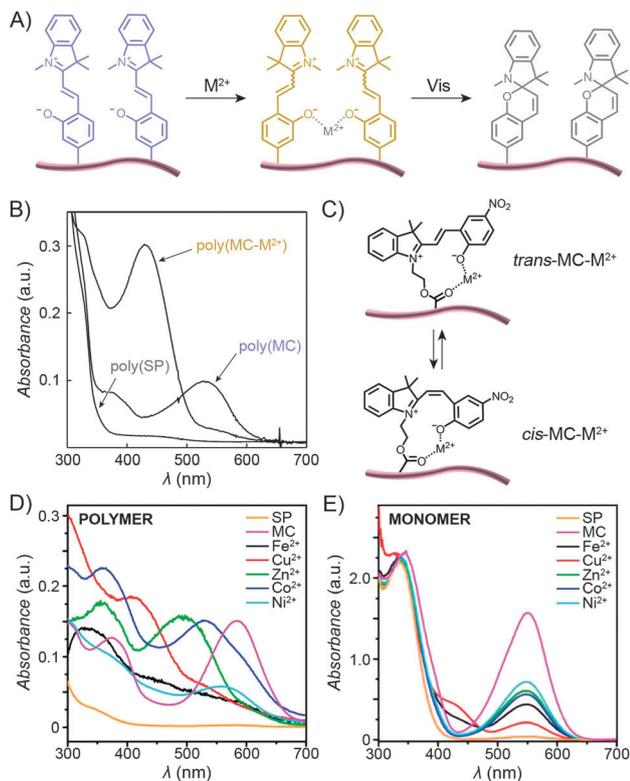 A)
M²⁺
Vis
N⁺
N⁺
⁻O
⁻O
N⁺
N⁺
O⁻
O⁻
M²⁺
N
O
N
O
B)
Absorbance (a.u.)
0.3
0.2
0.1
poly(MC-M²⁺)
poly(SP)
poly(MC)
300 400 500 600 700
λ (nm)
C)
NO₂
N⁺
⁻O
M²⁺
O
O
trans-MC-M²⁺
NO₂
N⁺
O⁻
M²⁺
O
O
cis-MC-M²⁺
D)
POLYMER
Absorbance (a.u.)
0.3
0.2
0.1
0
SP
MC
Fe²⁺
Cu²⁺
Zn²⁺
Co²⁺
Ni²⁺
300 400 500 600 700
λ (nm)
E)
MONOMER
Absorbance (a.u.)
2.0
1.0
0
SP
MC
Fe²⁺
Cu²⁺
Zn²⁺
Co²⁺
Ni²⁺
300 400 500 600 700
λ (nm)